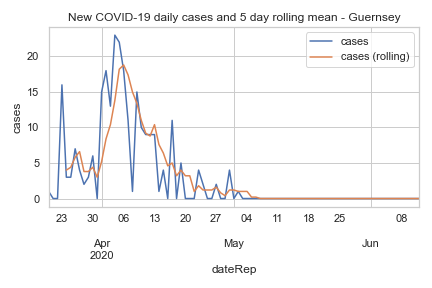 New COVID-19 daily cases and 5 day rolling mean - Guernsey
cases
cases (rolling)
cases
20
15
10
5
0
23 30 06 13 20 27 04 11 18 25 08
Apr May Jun
2020
dateRep